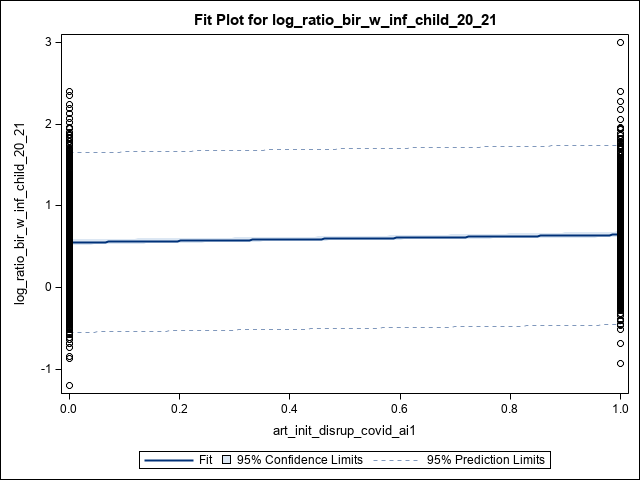 Fit Plot for log_ratio_bir_w_inf_child_20_21
log_ratio_bir_w_inf_child_20_21
3
2
1
0
-1
0.0 0.2 0.4 0.6 0.8 1.0
art_init_disrup_covid_ai1
Fit 95% Confidence Limits 95% Prediction Limits